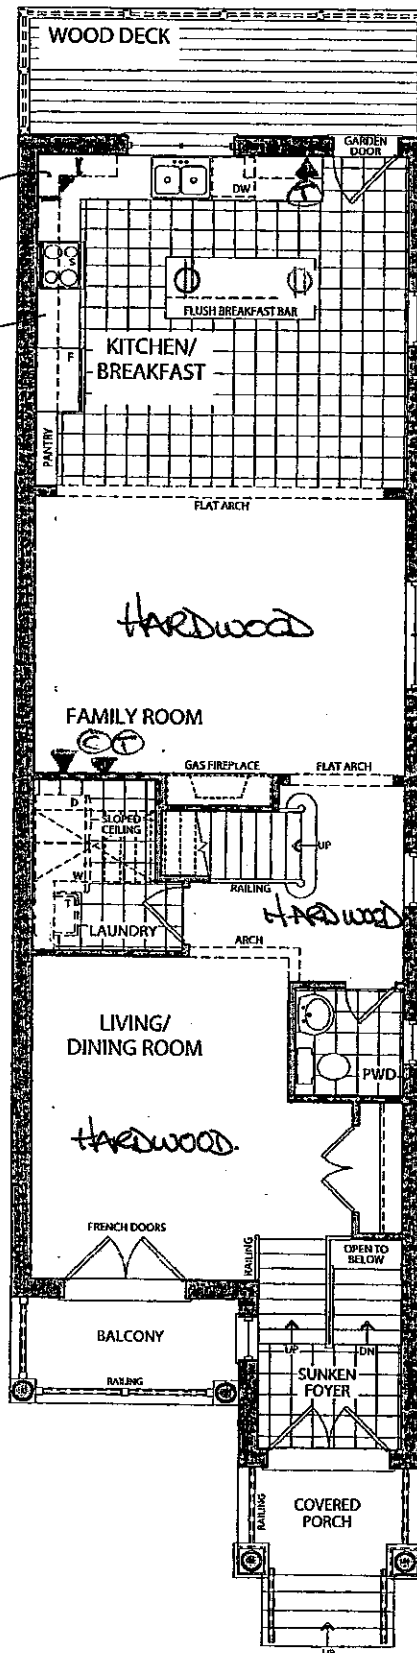 WOOD DECK
GARDEN
DOOR
DW
T
S
FLUSH BREAKFAST BAR
KITCHEN/
BREAKFAST
F
PANTRY
FLAT ARCH
HARDWOOD
FAMILY ROOM
C T
GAS FIREPLACE
FLAT ARCH
D
SLOPED
CEILING
UP
W
RAILING
T
HARDWOOD
LAUNDRY
ARCH
LIVING/
DINING ROOM
PWD
HARDWOOD.
FRENCH DOORS
RAILING
OPEN TO
BELOW
BALCONY
UP
DN
RAILING
SUNKEN
FOYER
RAILING
COVERED
PORCH
UP